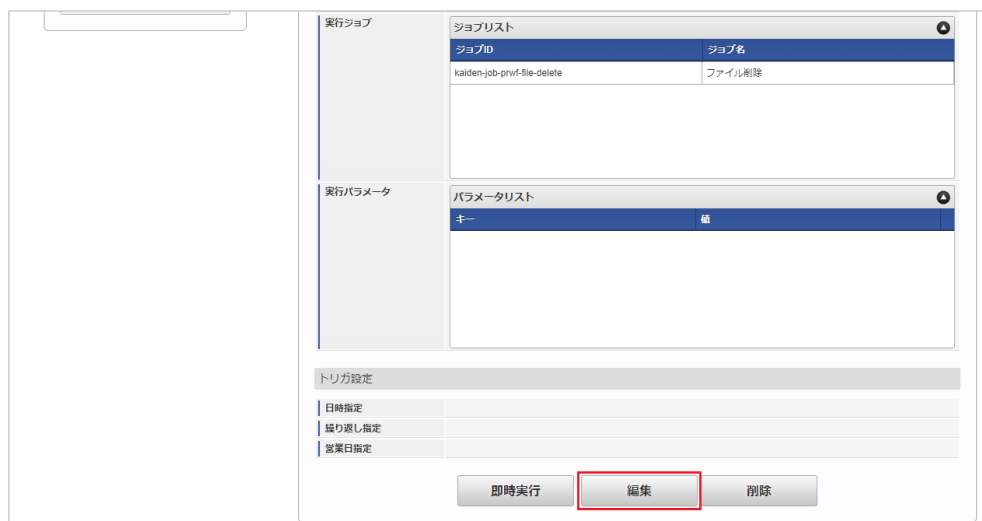 実行ジョブ
ジョブリスト
ジョブID ジョブ名
kaiden-job-prwf-file-delete ファイル削除
実行パラメータ
パラメータリスト
キー 値
トリガ設定
日時指定
繰り返し指定
営業日指定
即時実行 編集 削除